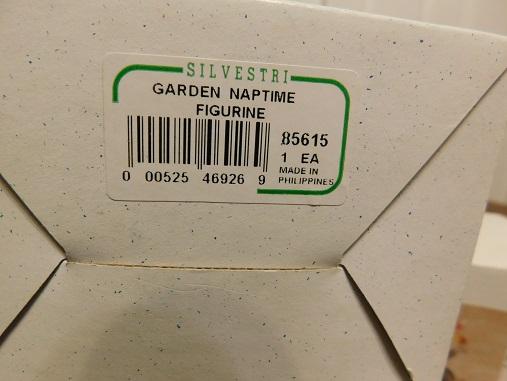 SILVESTRI
GARDEN NAPTIME
FIGURINE
85615
1 EA
MADE IN
PHILIPPINES
0 00525 46926 9